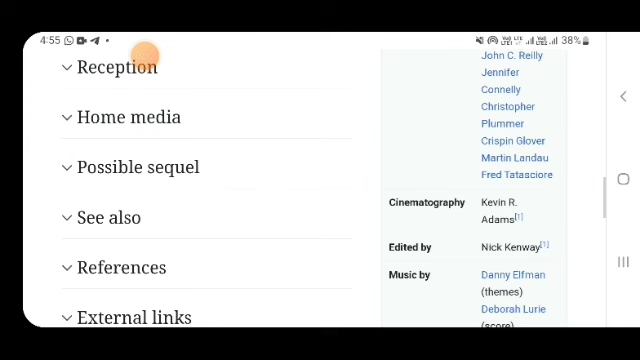 4:55
38%
Reception
Home media
Possible sequel
See also
References
External links
John C. Reilly
Jennifer
Connelly
Christopher
Plummer
Crispin Glover
Martin Landau
Fred Tatasciore
Cinematography
Kevin R.
Adams[1]
Edited by
Nick Kenway[1]
Music by
Danny Elfman
(themes)
Deborah Lurie
(score)